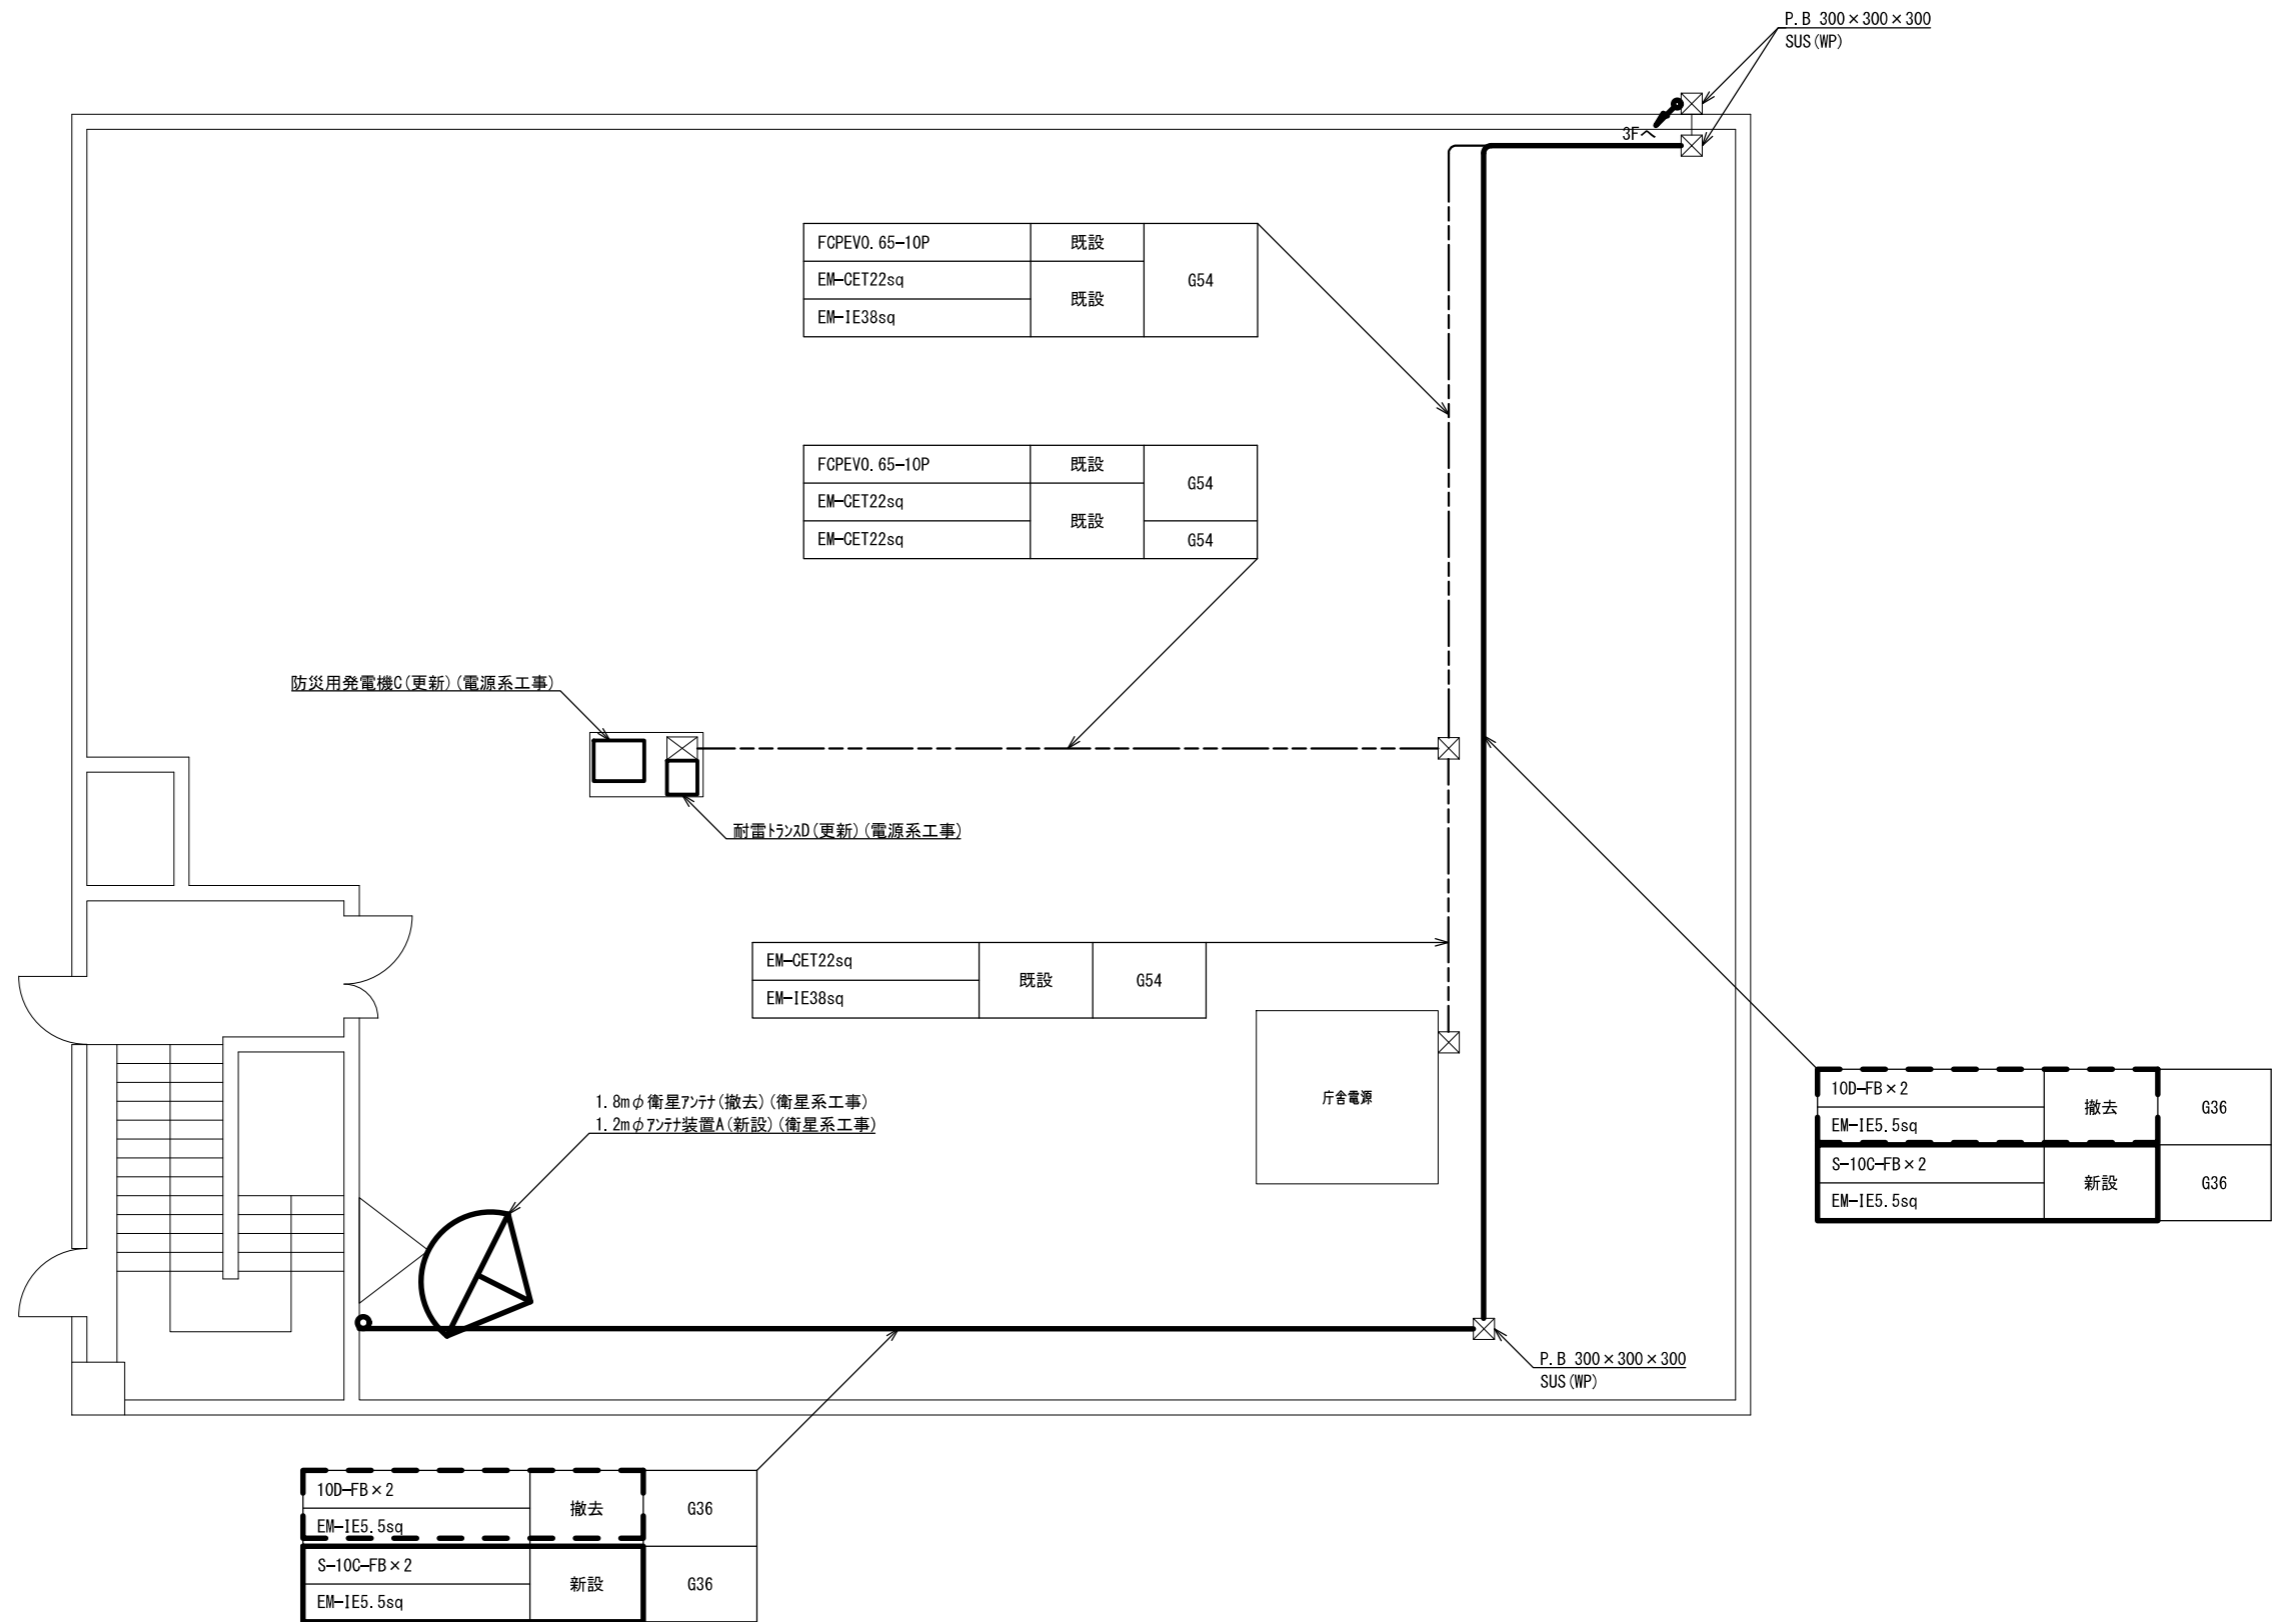 P.B 300×300×300
SUS(WP)
3Fへ
FCPEV0.65-10P 既設
EM-CET22sq 既設 G54
EM-IE38sq
FCPEV0.65-10P 既設 G54
EM-CET22sq 既設
EM-CET22sq G54
防災用発電機C(更新)(電源系工事)
耐雷トランスD(更新)(電源系工事)
EM-CET22sq 既設 G54
EM-IE38sq
庁舎電源
1.8mφ衛星アンテナ(撤去)(衛星系工事)
1.2mφアンテナ装置A(新設)(衛星系工事)
10D-FB×2 撤去 G36
EM-IE5.5sq
S-10C-FB×2 新設 G36
EM-IE5.5sq
P.B 300×300×300
SUS(WP)
10D-FB×2 撤去 G36
EM-IE5.5sq
S-10C-FB×2 新設 G36
EM-IE5.5sq